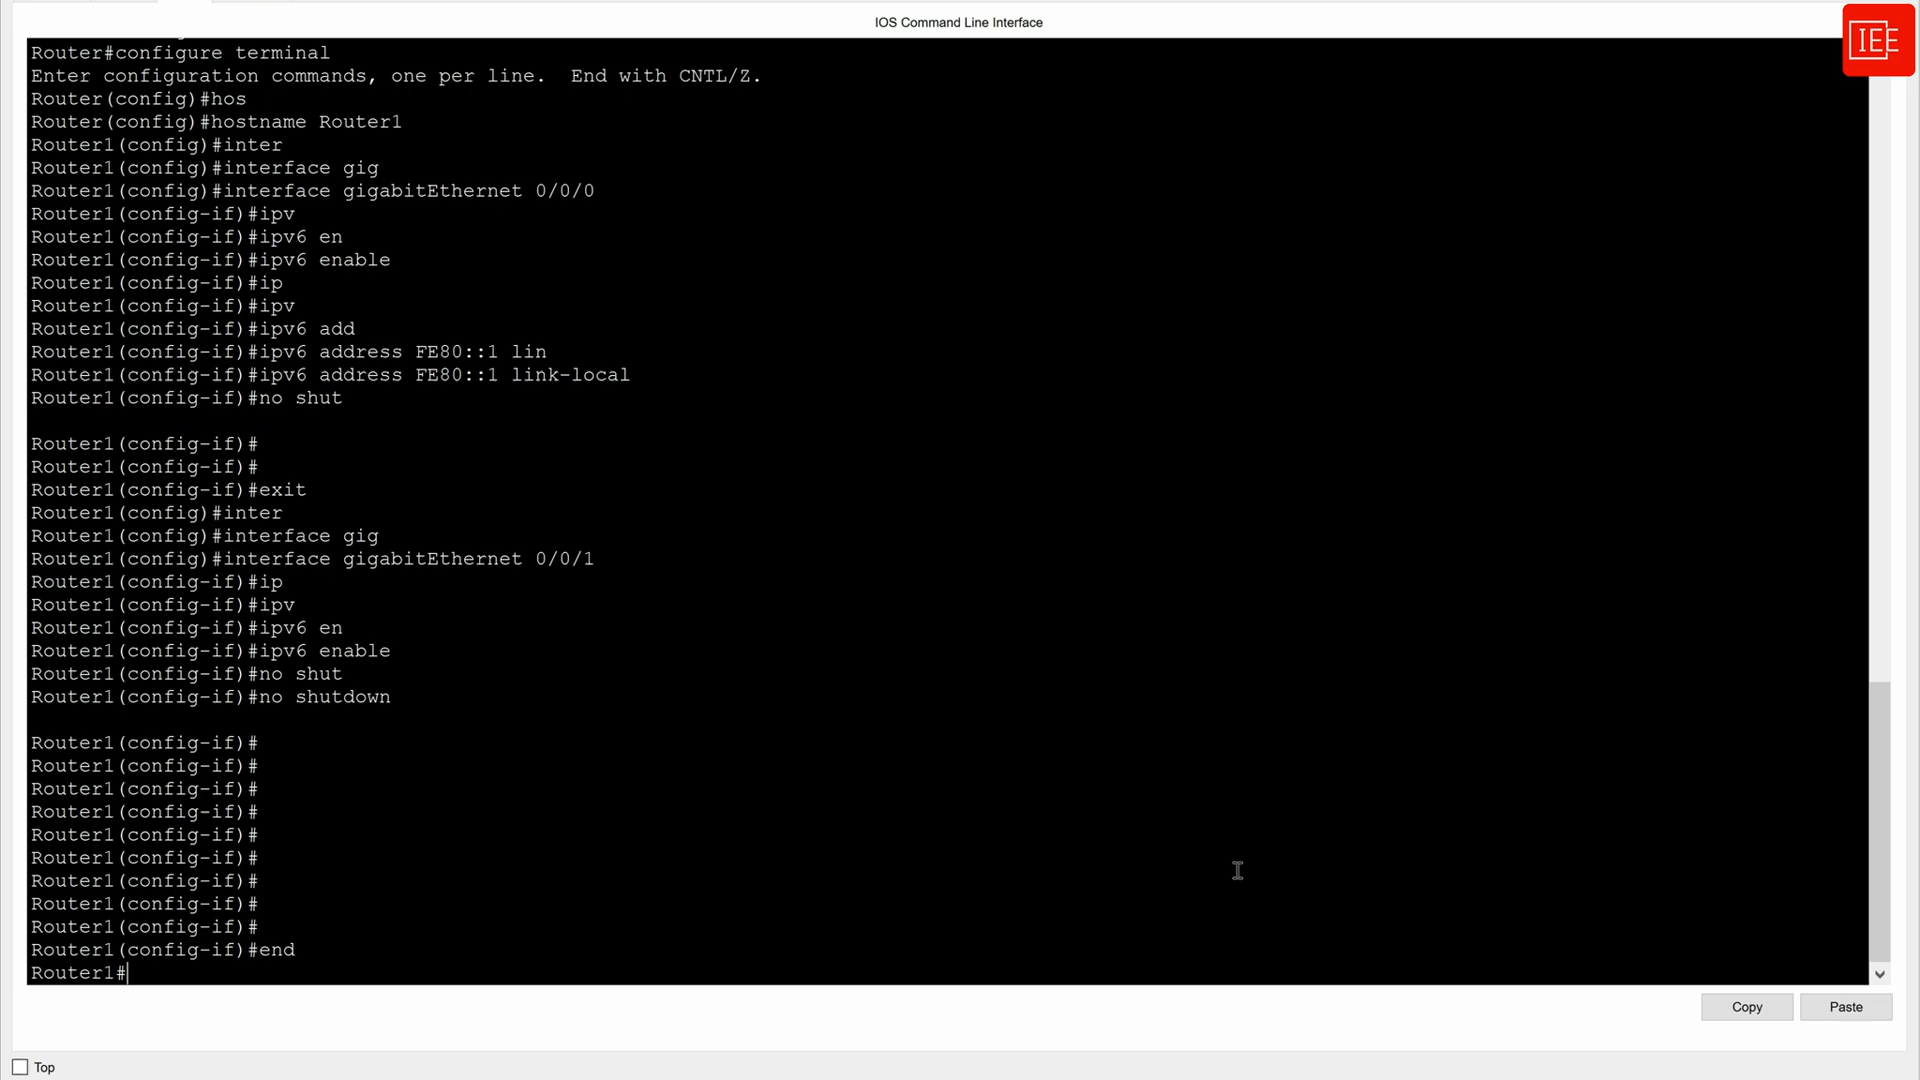 IOS Command Line Interface
IEE
Router#configure terminal
Enter configuration commands, one per line.  End with CNTL/Z.
Router(config)#hos
Router(config)#hostname Router1
Router1(config)#inter
Router1(config)#interface gig
Router1(config)#interface gigabitEthernet 0/0/0
Router1(config-if)#ipv
Router1(config-if)#ipv6 en
Router1(config-if)#ipv6 enable
Router1(config-if)#ip
Router1(config-if)#ipv
Router1(config-if)#ipv6 add
Router1(config-if)#ipv6 address FE80::1 lin
Router1(config-if)#ipv6 address FE80::1 link-local
Router1(config-if)#no shut
Router1(config-if)#
Router1(config-if)#
Router1(config-if)#exit
Router1(config)#inter
Router1(config)#interface gig
Router1(config)#interface gigabitEthernet 0/0/1
Router1(config-if)#ip
Router1(config-if)#ipv
Router1(config-if)#ipv6 en
Router1(config-if)#ipv6 enable
Router1(config-if)#no shut
Router1(config-if)#no shutdown
Router1(config-if)#
Router1(config-if)#
Router1(config-if)#
Router1(config-if)#
Router1(config-if)#
Router1(config-if)#
Router1(config-if)#
Router1(config-if)#
Router1(config-if)#
Router1(config-if)#end
Router1#
Copy
Paste
Top